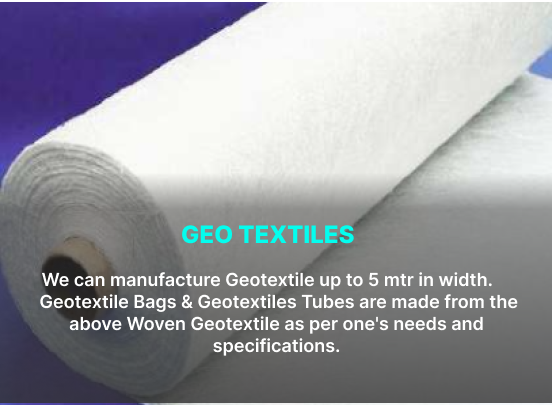 GEO TEXTILES
We can manufacture Geotextile up to 5 mtr in width.
Geotextile Bags & Geotextiles Tubes are made from the
above Woven Geotextile as per one's needs and
specifications.